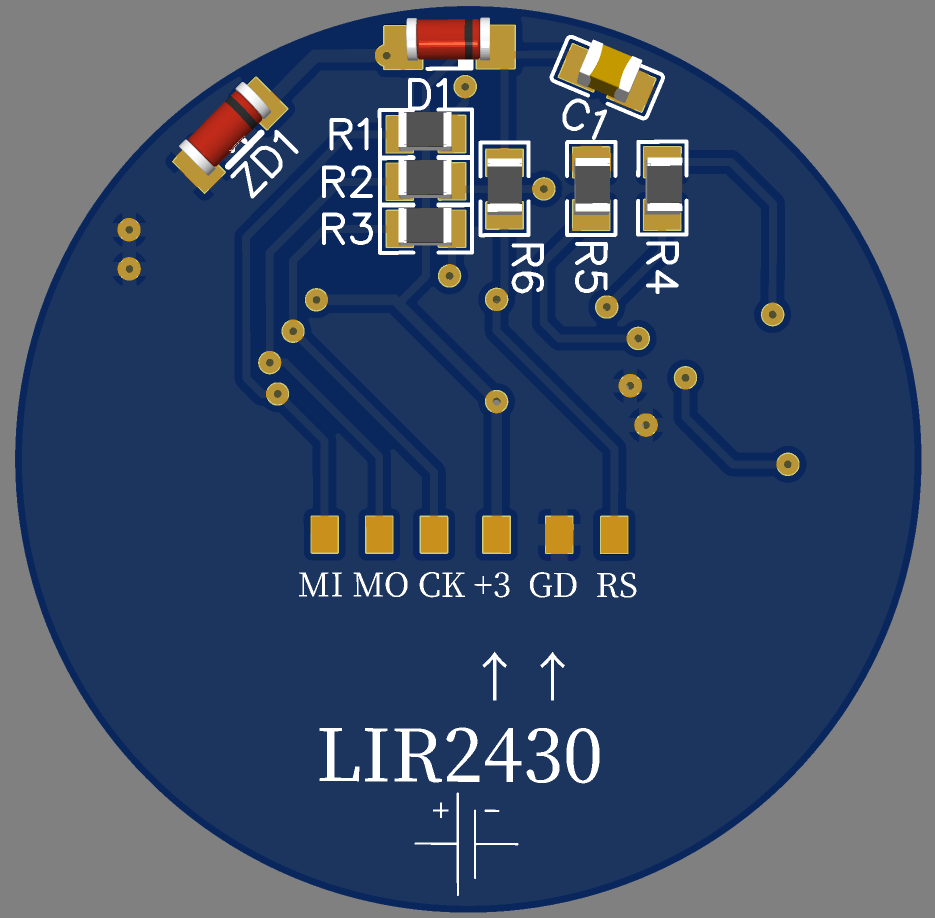 D1
C1
ZD1
R1
R2
R3
R6
R5
R4
MI MO CK +3 GD RS
↑ ↑
LIR2430
+ -